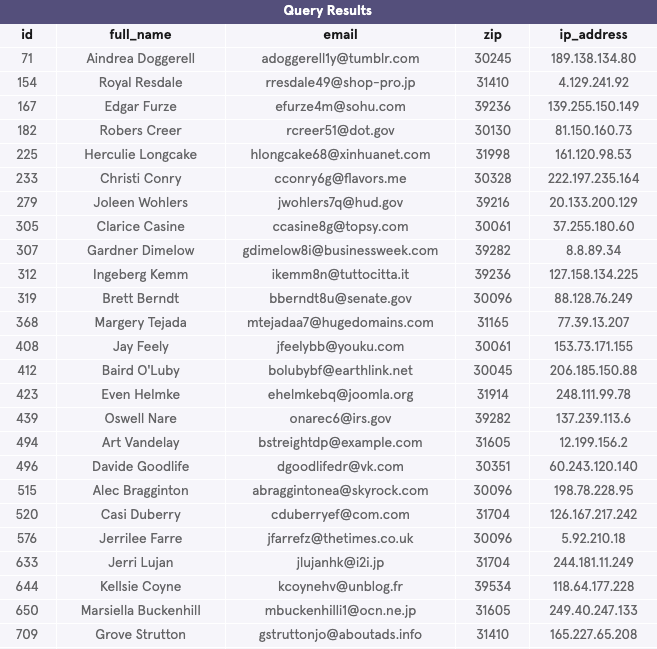 Query Results
id full_name email zip ip_address
71 Aindrea Doggerell adoggerell1y@tumblr.com 30245 189.138.134.80
154 Royal Resdale rresdale49@shop-pro.jp 31410 4.129.241.92
167 Edgar Furze efurze4m@sohu.com 39236 139.255.150.149
182 Robers Creer rcreer51@dot.gov 30130 81.150.160.73
225 Herculie Longcake hlongcake68@xinhuanet.com 31998 161.120.98.53
233 Christi Conry cconry6g@flavors.me 30328 222.197.235.164
279 Joleen Wohlers jwohlers7q@hud.gov 39216 20.133.200.129
305 Clarice Casine ccasine8g@topsy.com 30061 37.255.180.60
307 Gardner Dimelow gdimelow8i@businessweek.com 39282 8.8.89.34
312 Ingeberg Kemm ikemm8n@tuttocitta.it 39236 127.158.134.225
319 Brett Berndt bberndt8u@senate.gov 30096 88.128.76.249
368 Margery Tejada mtejadaa7@hugedomains.com 31165 77.39.13.207
408 Jay Feely jfeelybb@youku.com 30061 153.73.171.155
412 Baird O'Luby bolubybf@earthlink.net 30045 206.185.150.88
423 Even Helmke ehelmkebq@joomla.org 31914 248.111.99.78
439 Oswell Nare onarec6@irs.gov 39282 137.239.113.6
494 Art Vandelay bstreightdp@example.com 31605 12.199.156.2
496 Davide Goodlife dgoodlifedr@vk.com 30351 60.243.120.140
515 Alec Bragginton abraggintonea@skyrock.com 30096 198.78.228.95
520 Casi Duberry cduberryef@com.com 31704 126.167.217.242
576 Jerrilee Farre jfarrefz@thetimes.co.uk 30096 5.92.210.18
633 Jerri Lujan jlujanhk@i2i.jp 31704 244.181.11.249
644 Kellsie Coyne kcoynehv@unblog.fr 39534 118.64.177.228
650 Marsiella Buckenhill mbuckenhilli1@ocn.ne.jp 31605 249.40.247.133
709 Grove Strutton gstruttonjo@aboutads.info 31410 165.227.65.208